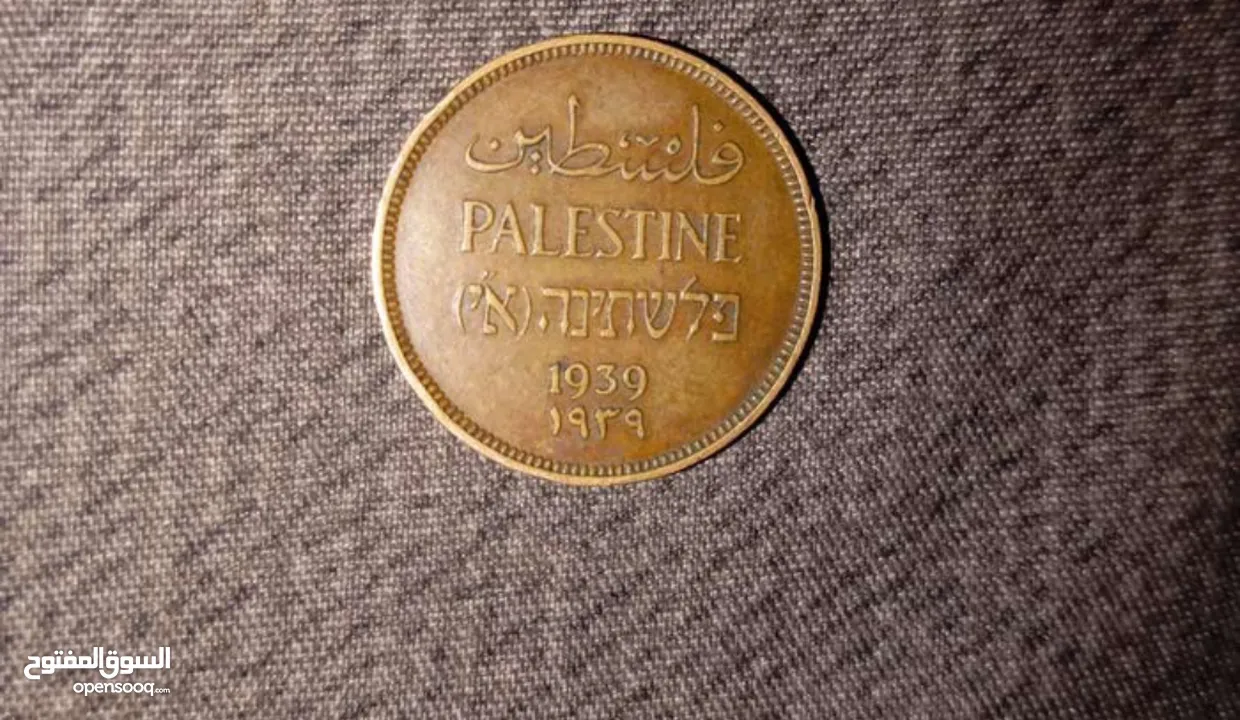 فلسطين
PALESTINE
פלשתינה (א״י)
1939
١٩٣٩
السوق المفتوح
opensooq.com